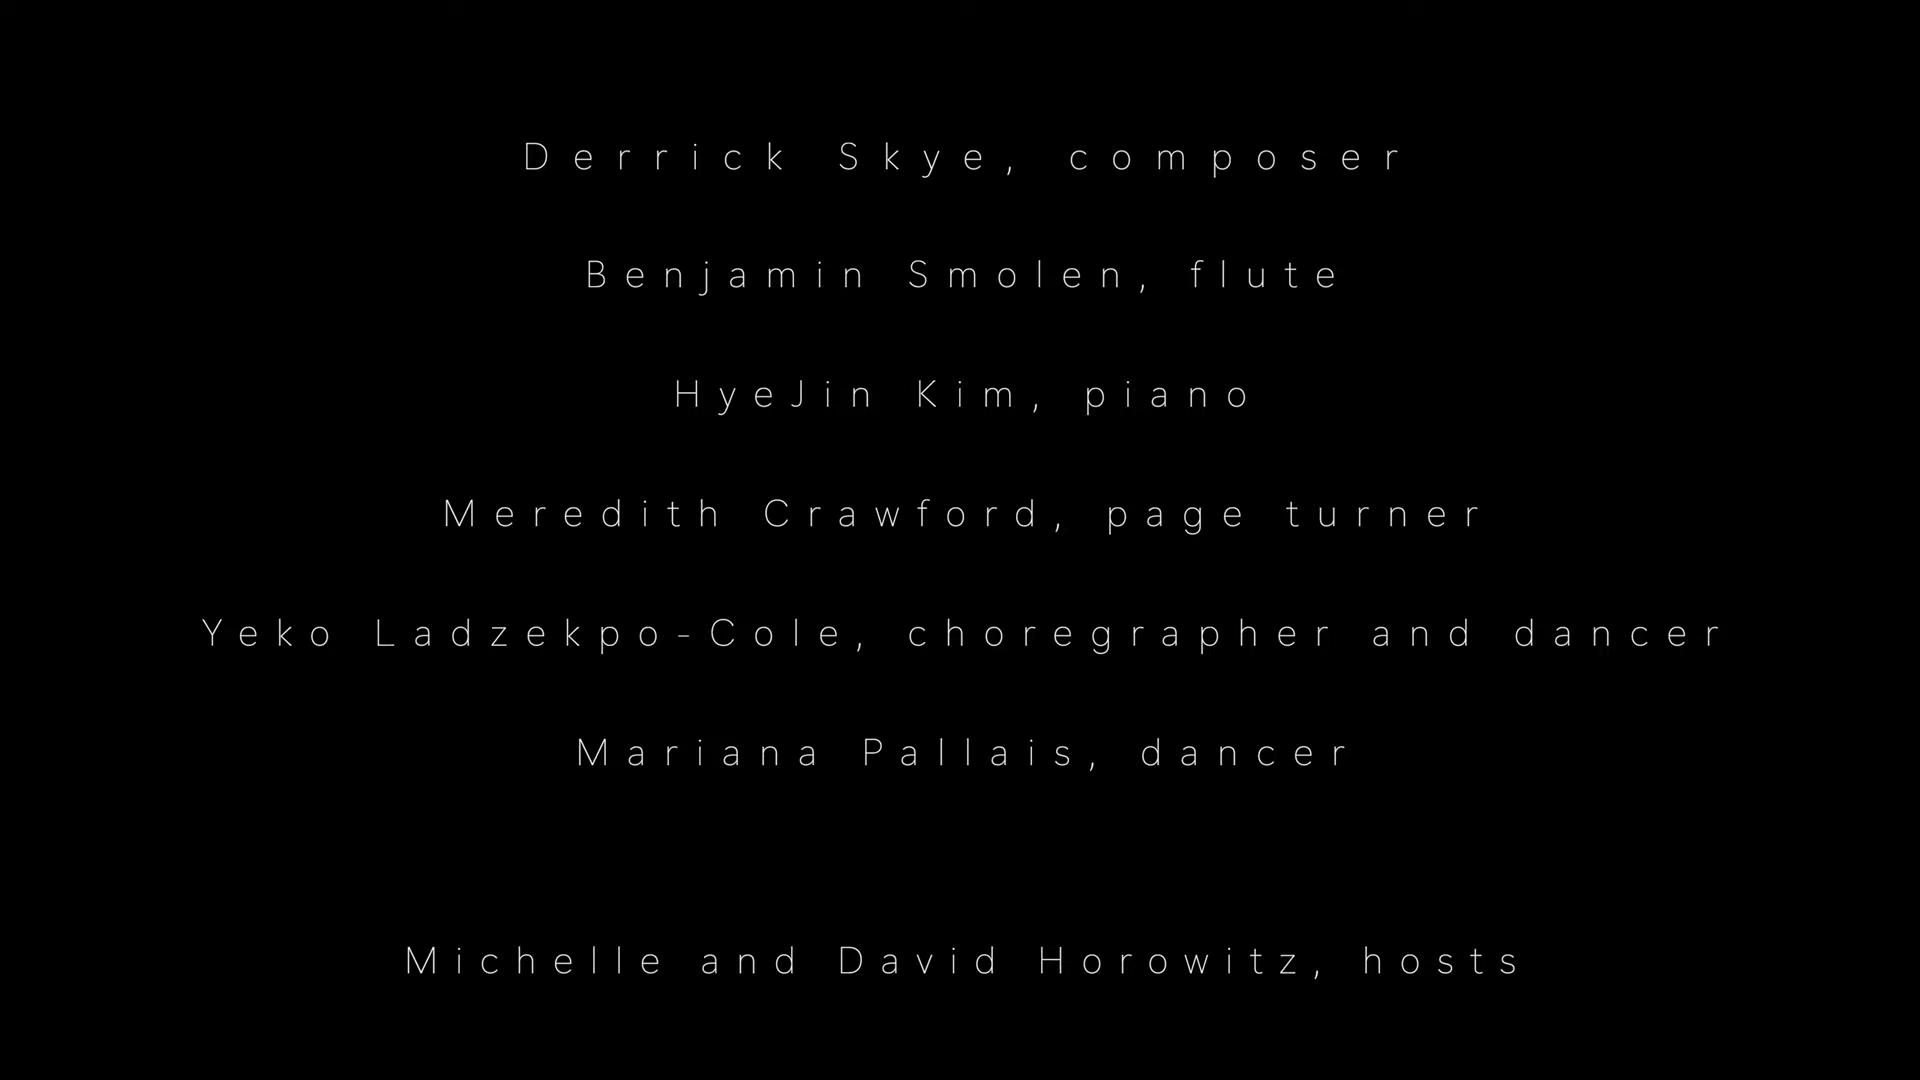 Derrick Skye, composer
Benjamin Smolen, flute
HyeJin Kim, piano
Meredith Crawford, page turner
Yeko Ladzekpo-Cole, choregrapher and dancer
Mariana Pallais, dancer
Michelle and David Horowitz, hosts